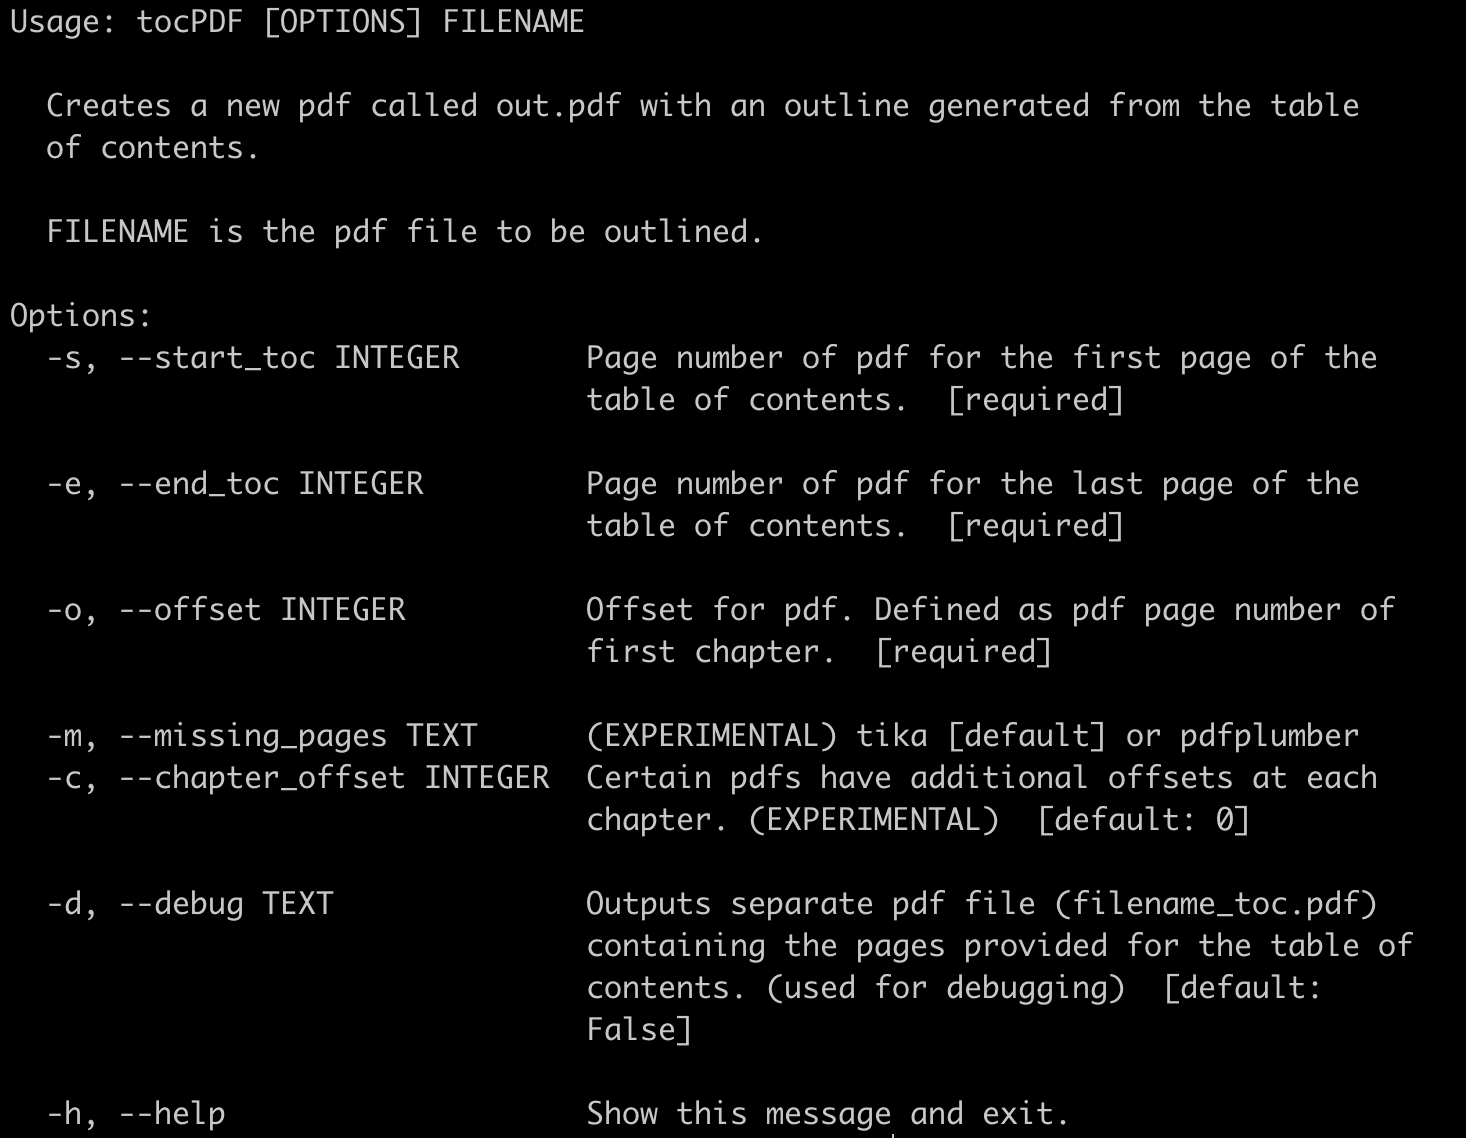 Usage: tocPDF [OPTIONS] FILENAME
Creates a new pdf called out.pdf with an outline generated from the table
of contents.
FILENAME is the pdf file to be outlined.
Options:
-s, --start_toc INTEGER Page number of pdf for the first page of the
table of contents. [required]
-e, --end_toc INTEGER Page number of pdf for the last page of the
table of contents. [required]
-o, --offset INTEGER Offset for pdf. Defined as pdf page number of
first chapter. [required]
-m, --missing_pages TEXT (EXPERIMENTAL) tika [default] or pdfplumber
-c, --chapter_offset INTEGER Certain pdfs have additional offsets at each
chapter. (EXPERIMENTAL) [default: 0]
-d, --debug TEXT Outputs separate pdf file (filename_toc.pdf)
containing the pages provided for the table of
contents. (used for debugging) [default:
False]
-h, --help Show this message and exit.